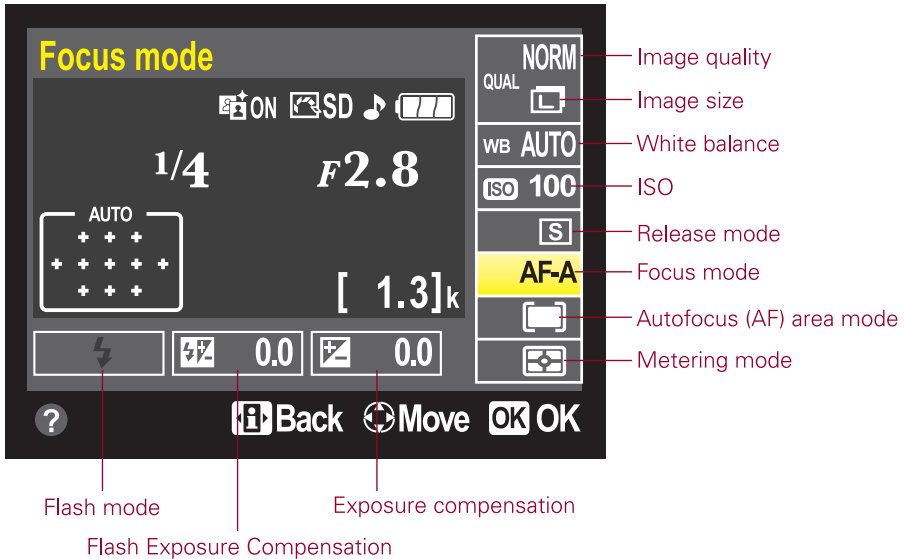 Focus mode
NORM
QUAL
L
Image quality
Image size
ON SD
WB AUTO
White balance
1/4 F2.8
ISO 100
ISO
AUTO
S
Release mode
AF-A
Focus mode
[ 1.3]k
Autofocus (AF) area mode
0.0 0.0
Metering mode
? i Back Move OK OK
Flash mode
Exposure compensation
Flash Exposure Compensation